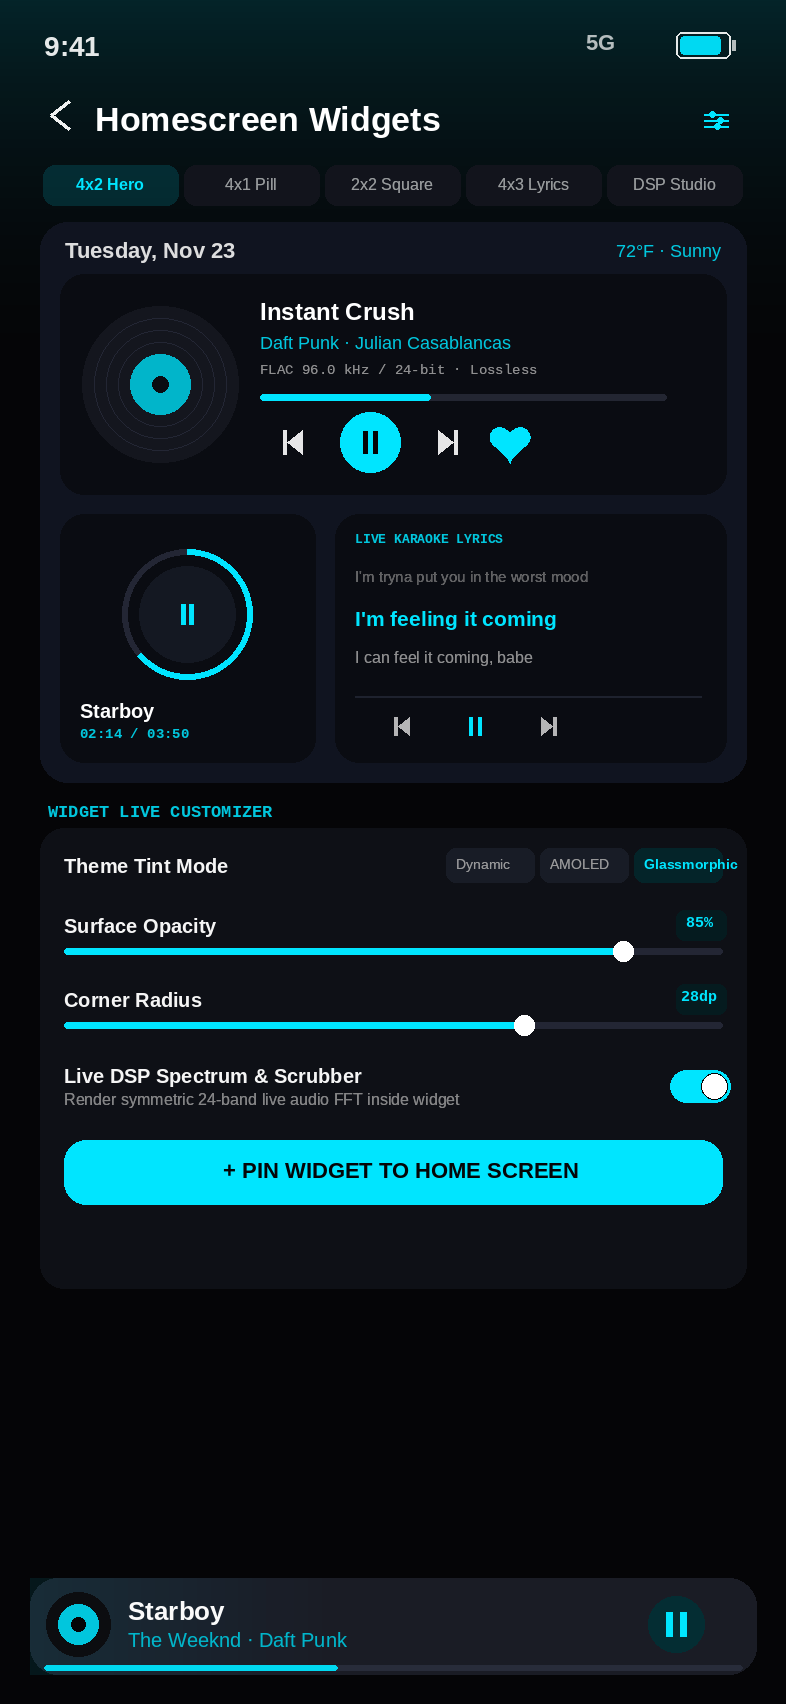 9:41
5G
Homescreen Widgets
4x2 Hero
4x1 Pill
2x2 Square
4x3 Lyrics
DSP Studio
Tuesday, Nov 23
72°F · Sunny
Instant Crush
Daft Punk · Julian Casablancas
FLAC 96.0 kHz / 24-bit · Lossless
LIVE KARAOKE LYRICS
I'm tryna put you in the worst mood
I'm feeling it coming
I can feel it coming, babe
Starboy
02:14 / 03:50
WIDGET LIVE CUSTOMIZER
Theme Tint Mode
Dynamic
AMOLED
Glassmorphic
Surface Opacity
85%
Corner Radius
28dp
Live DSP Spectrum & Scrubber
Render symmetric 24-band live audio FFT inside widget
+ PIN WIDGET TO HOME SCREEN
Starboy
The Weeknd · Daft Punk